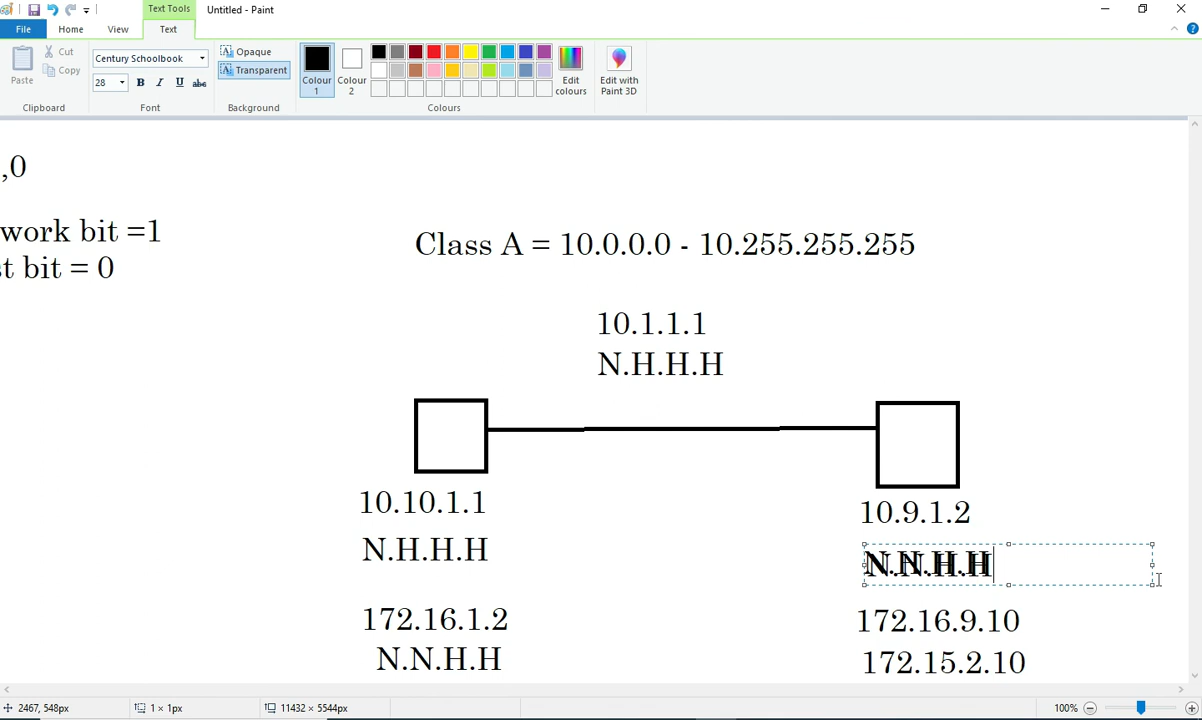 Text Tools
Untitled - Paint
File
Home
View
Text
Paste
Cut
Copy
Clipboard
Century Schoolbook
28
B I U abc
Font
Opaque
Transparent
Background
Colour 1
Colour 2
Edit colours
Colours
Edit with Paint 3D
,0
work bit =1
st bit = 0
Class A = 10.0.0.0 - 10.255.255.255
10.1.1.1
N.H.H.H
10.10.1.1
N.H.H.H
10.9.1.2
N.N.H.H
172.16.1.2
N.N.H.H
172.16.9.10
172.15.2.10
2467, 548px
1 × 1px
11432 × 5544px
100%